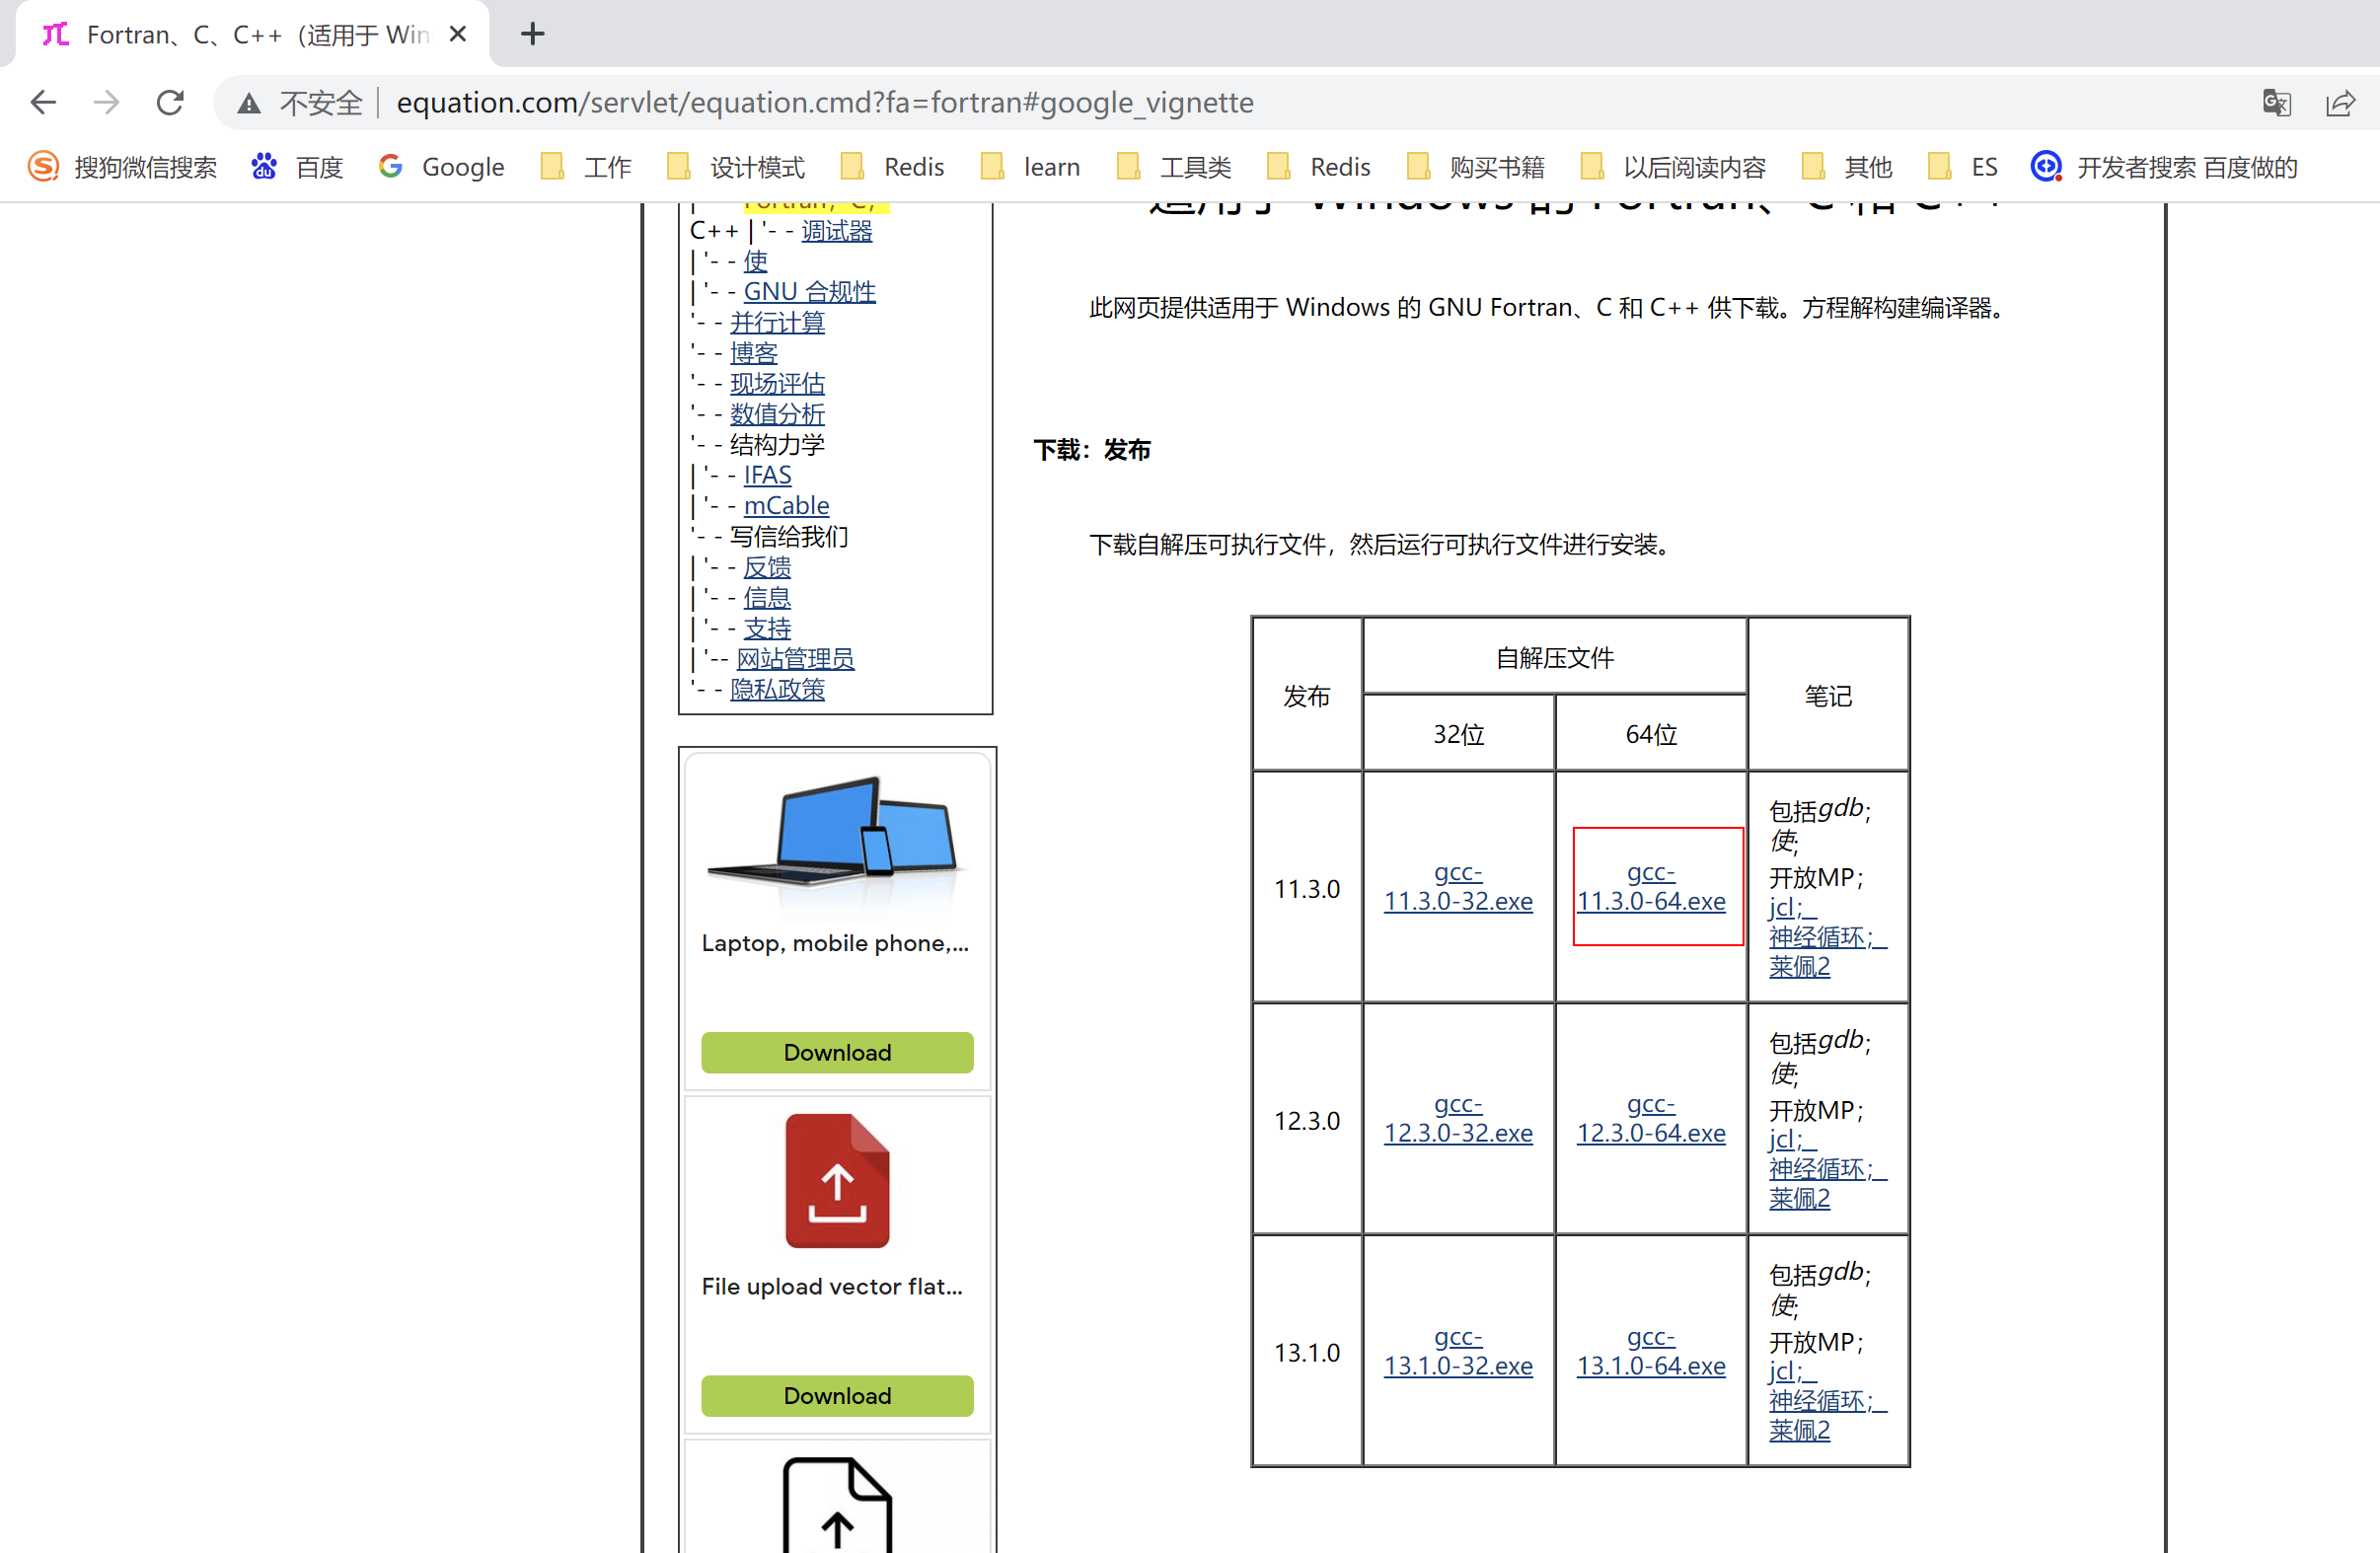 Fortran、C、C++（适用于 Win
不安全 equation.com/servlet/equation.cmd?fa=fortran#google_vignette
搜狗微信搜索 百度 Google 工作 设计模式 Redis learn 工具类 Redis 购买书籍 以后阅读内容 其他 ES 开发者搜索 百度做的
| Fortran，C，
C++ | '- - 调试器
| '- - 使
| '- - GNU 合规性
'- - 并行计算
'- - 博客
'- - 现场评估
'- - 数值分析
'- - 结构力学
| '- - IFAS
| '- - mCable
'- - 写信给我们
| '- - 反馈
| '- - 信息
| '- - 支持
| '-- 网站管理员
'- - 隐私政策
Laptop, mobile phone,...
Download
File upload vector flat...
Download
适用于 Windows 的 Fortran、C 和 C++
此网页提供适用于 Windows 的 GNU Fortran、C 和 C++ 供下载。方程解构建编译器。
下载：发布
下载自解压可执行文件，然后运行可执行文件进行安装。
发布 自解压文件 笔记
32位 64位
11.3.0
gcc-
11.3.0-32.exe
gcc-
11.3.0-64.exe
包括gdb；
使;
开放MP；
jcl；
神经循环；
莱佩2
12.3.0
gcc-
12.3.0-32.exe
gcc-
12.3.0-64.exe
包括gdb；
使;
开放MP；
jcl；
神经循环；
莱佩2
13.1.0
gcc-
13.1.0-32.exe
gcc-
13.1.0-64.exe
包括gdb；
使;
开放MP；
jcl；
神经循环；
莱佩2